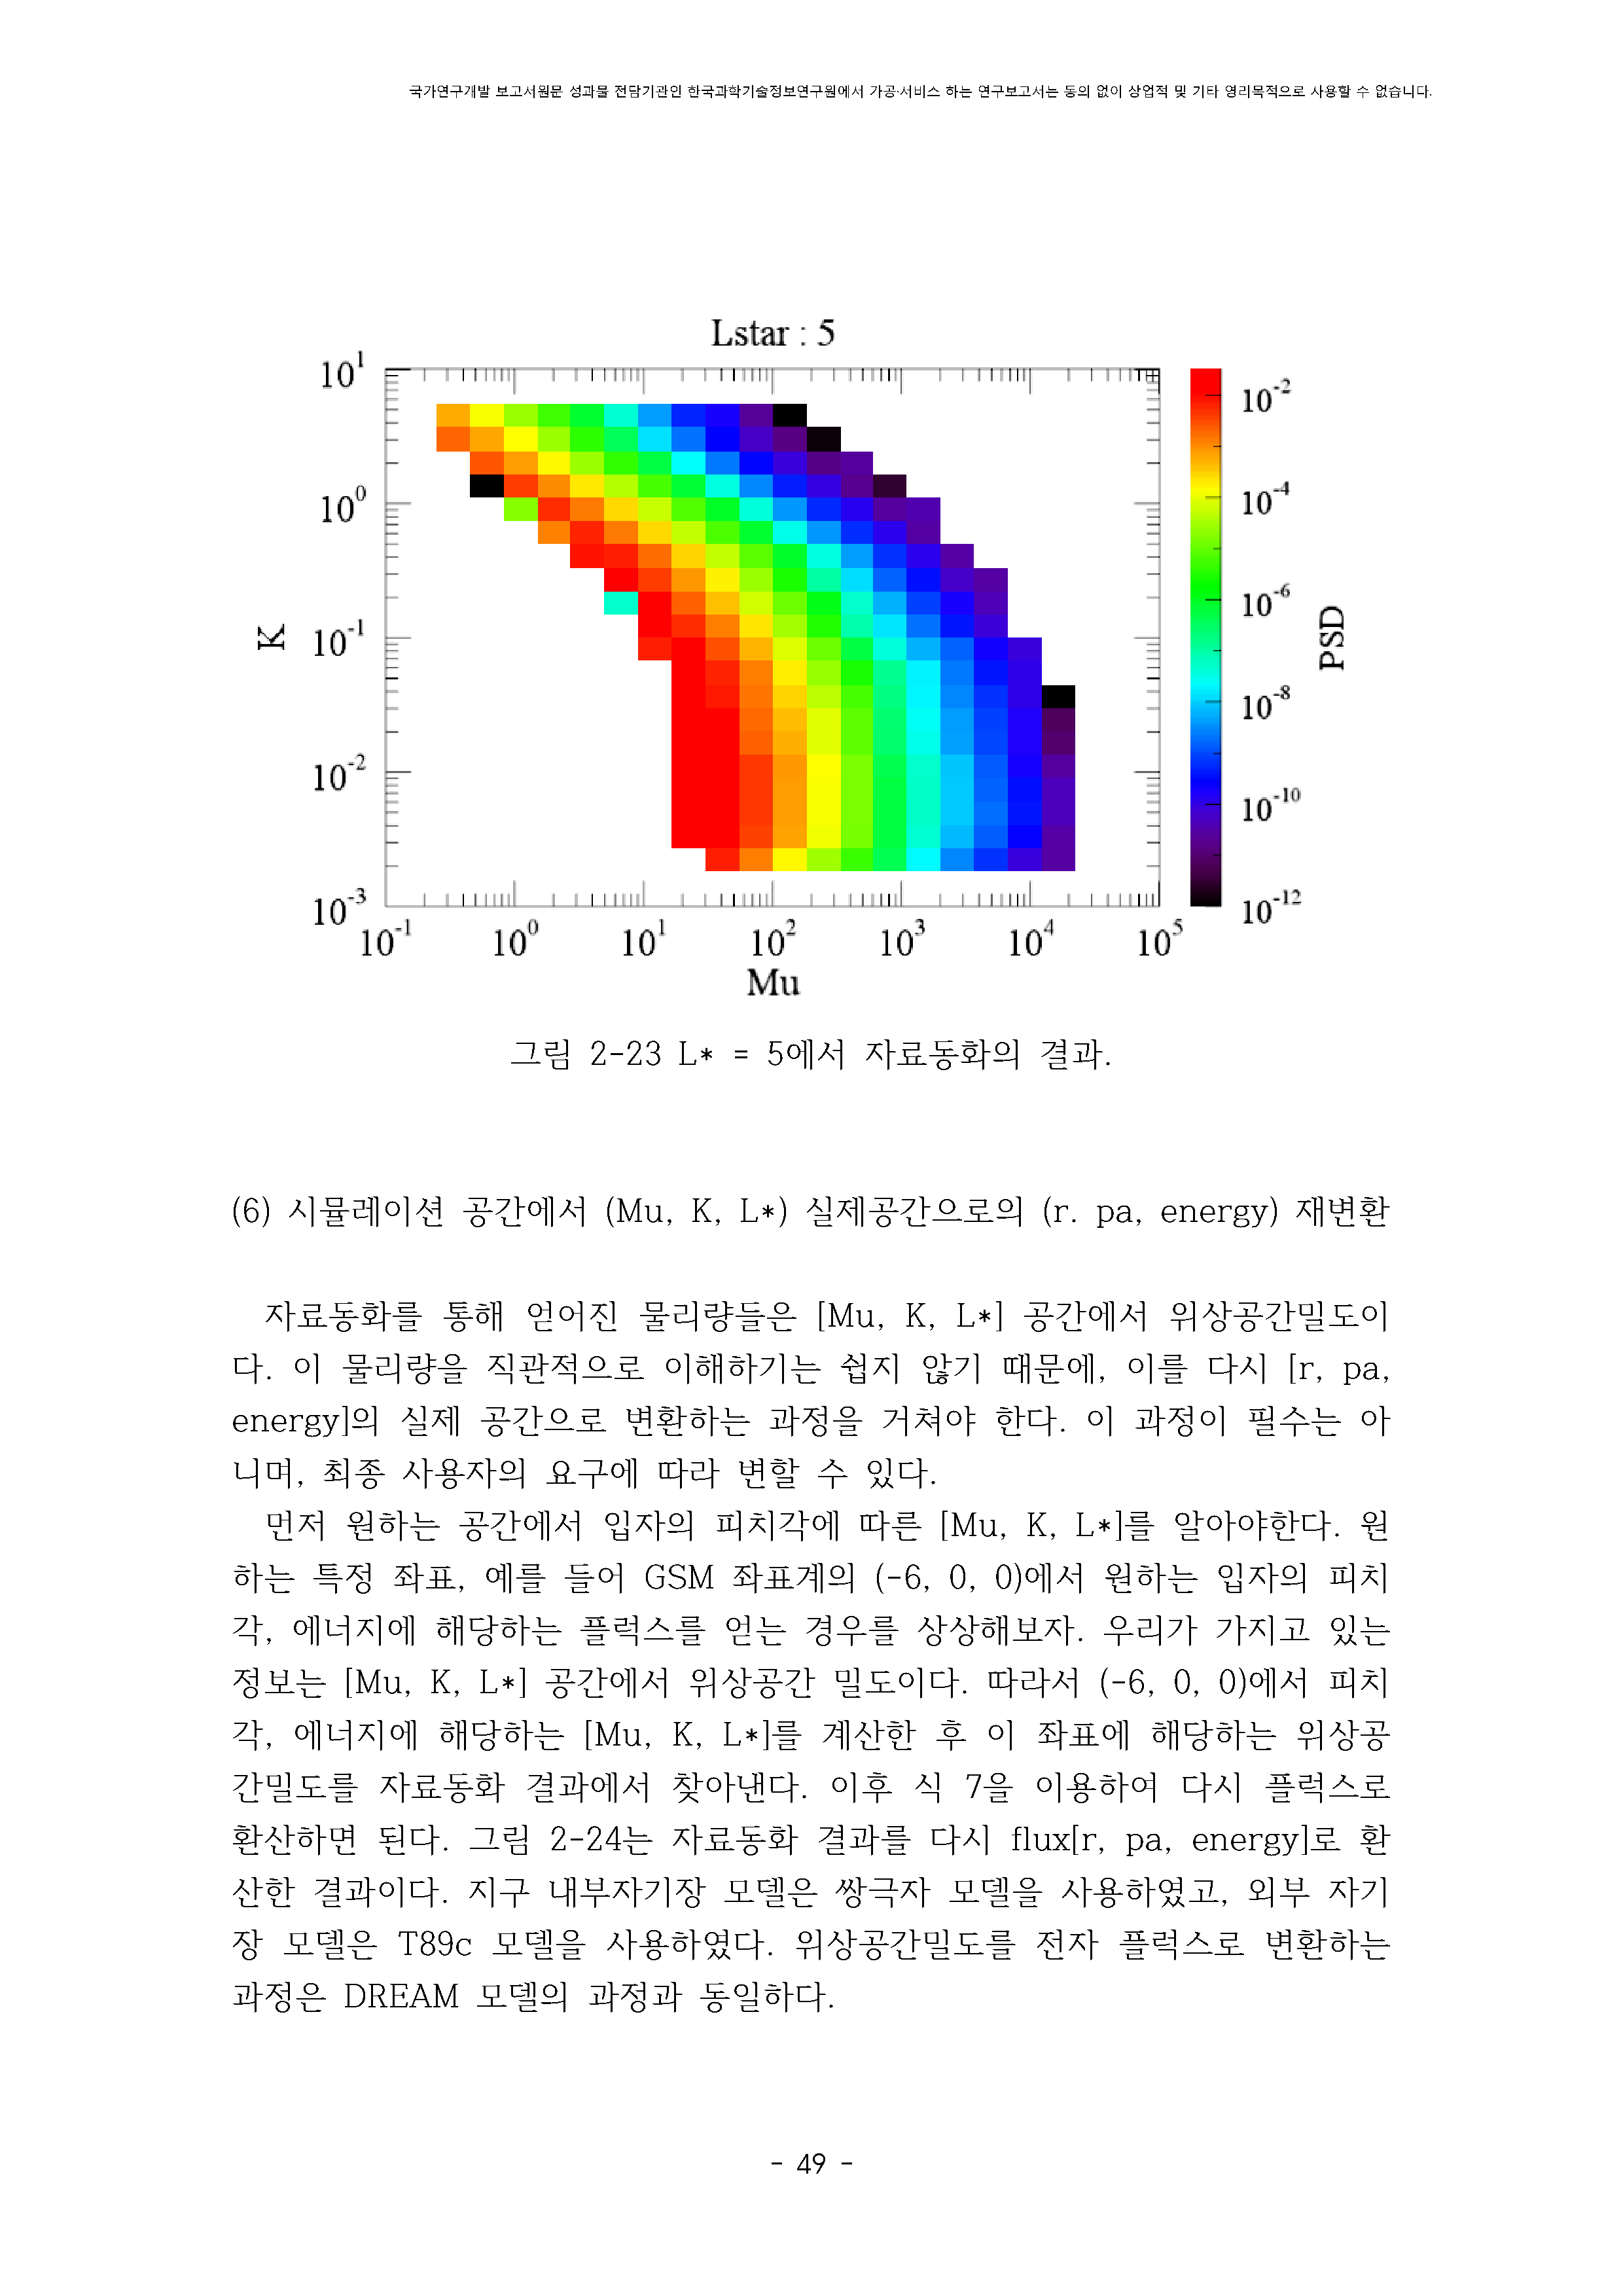 국가연구개발 보고서원문 성과물 전담기관인 한국과학기술정보연구원에서 가공·서비스 하는 연구보고서는 동의 없이 상업적 및 기타 영리목적으로 사용할 수 없습니다.
Lstar : 5
10^1
10^0
10^-1
10^-2
10^-3
K
10^-1 10^0 10^1 10^2 10^3 10^4 10^5
Mu
10^-2
10^-4
10^-6
10^-8
10^-10
10^-12
PSD
그림 2-23 L* = 5에서 자료동화의 결과.
(6) 시뮬레이션 공간에서 (Mu, K, L*) 실제공간으로의 (r. pa, energy) 재변환
자료동화를 통해 얻어진 물리량들은 [Mu, K, L*] 공간에서 위상공간밀도이
다. 이 물리량을 직관적으로 이해하기는 쉽지 않기 때문에, 이를 다시 [r, pa,
energy]의 실제 공간으로 변환하는 과정을 거쳐야 한다. 이 과정이 필수는 아
니며, 최종 사용자의 요구에 따라 변할 수 있다.
먼저 원하는 공간에서 입자의 피치각에 따른 [Mu, K, L*]를 알아야한다. 원
하는 특정 좌표, 예를 들어 GSM 좌표계의 (-6, 0, 0)에서 원하는 입자의 피치
각, 에너지에 해당하는 플럭스를 얻는 경우를 상상해보자. 우리가 가지고 있는
정보는 [Mu, K, L*] 공간에서 위상공간 밀도이다. 따라서 (-6, 0, 0)에서 피치
각, 에너지에 해당하는 [Mu, K, L*]를 계산한 후 이 좌표에 해당하는 위상공
간밀도를 자료동화 결과에서 찾아낸다. 이후 식 7을 이용하여 다시 플럭스로
환산하면 된다. 그림 2-24는 자료동화 결과를 다시 flux[r, pa, energy]로 환
산한 결과이다. 지구 내부자기장 모델은 쌍극자 모델을 사용하였고, 외부 자기
장 모델은 T89c 모델을 사용하였다. 위상공간밀도를 전자 플럭스로 변환하는
과정은 DREAM 모델의 과정과 동일하다.
- 49 -